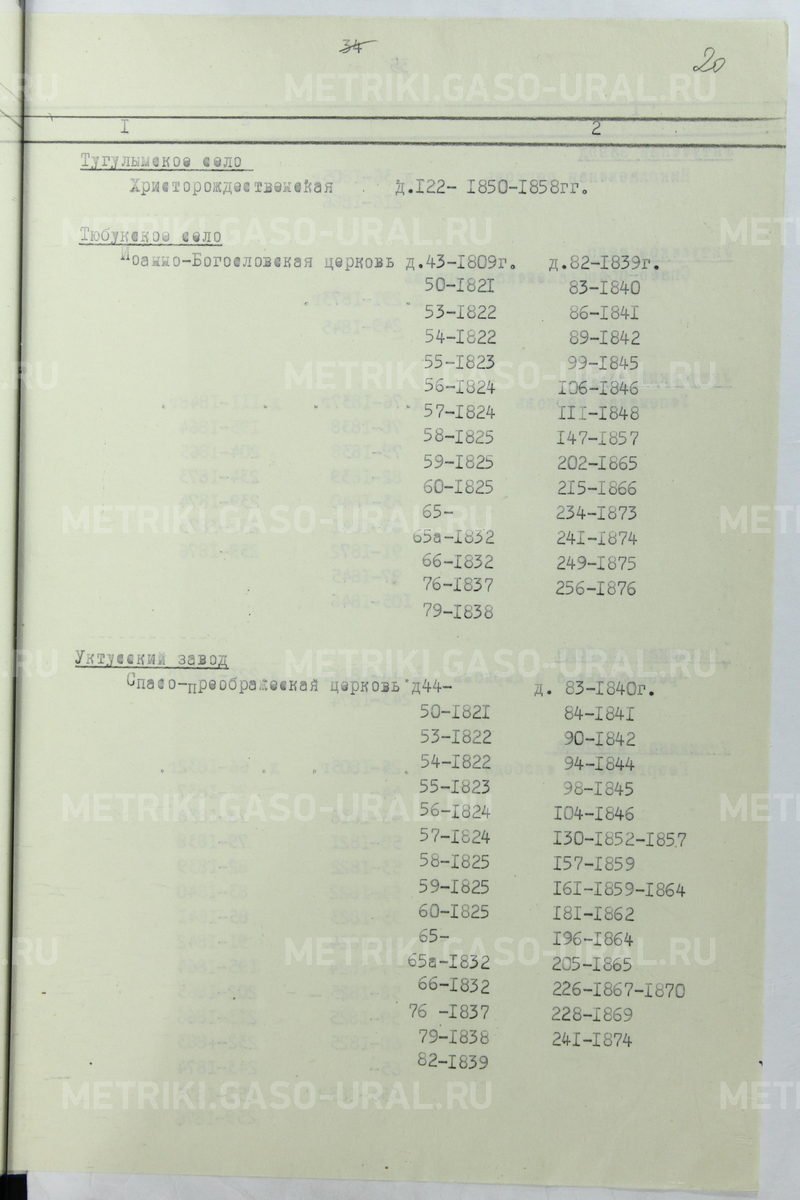 34
20
I 2
Тугулымское село
Христорождественская д.I22- I850-I858гг.
Тюбукское село
Иоанно-Богословская церковь д.43-I809г. д.82-I839г.
50-I82I 83-I840
53-I822 86-I84I
54-I822 89-I842
55-I823 99-I845
56-I824 I06-I846
57-I824 III-I848
58-I825 I47-I857
59-I825 202-I865
60-I825 2I5-I866
65- 234-I873
65а-I832 24I-I874
66-I832 249-I875
76-I837 256-I876
79-I838
Уктусский завод
Спасо-преображеская церковь д44- д. 83-I840г.
50-I82I 84-I84I
53-I822 90-I842
54-I822 94-I844
55-I823 98-I845
56-I824 I04-I846
57-I824 I30-I852-I857
58-I825 I57-I859
59-I825 I6I-I859-I864
60-I825 I8I-I862
65- I96-I864
65а-I832 205-I865
66-I832 226-I867-I870
76 -I837 228-I869
79-I838 24I-I874
82-I839
METRIKI.GASO-URAL.RU